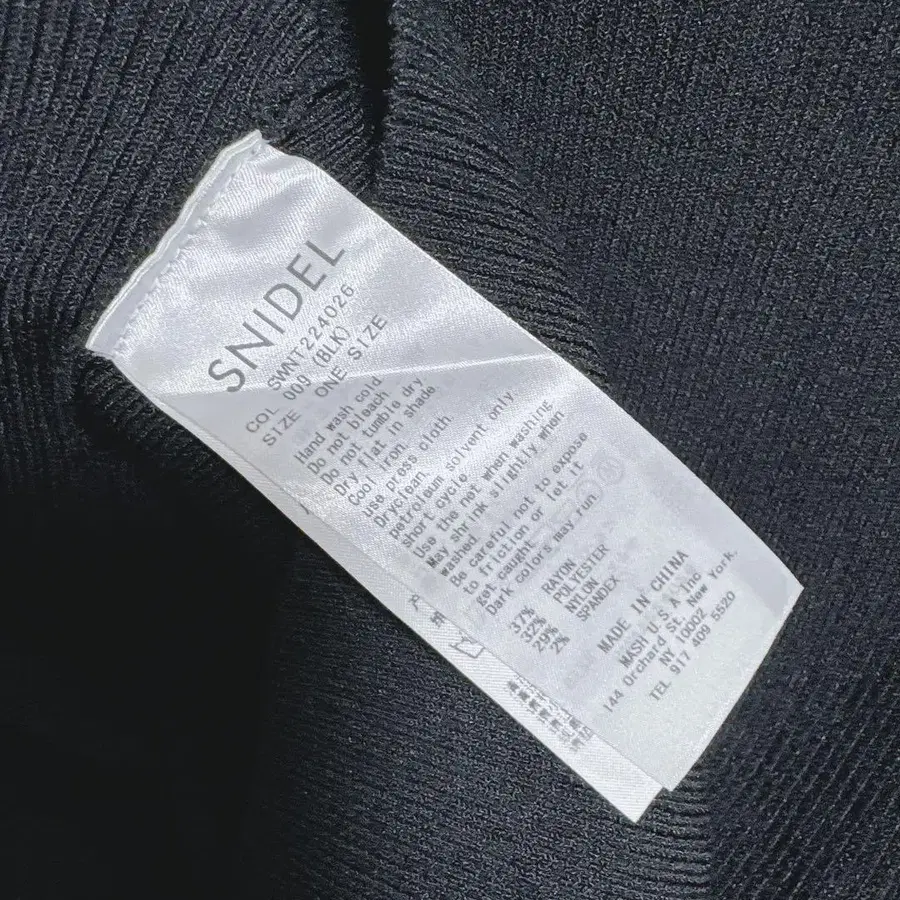 SNIDEL
SWNT224026
COL 009 (BLK)
SIZE ONE SIZE
Hand wash cold
Do not bleach
Do not tumble dry
Dry flat in shade
Cool iron.
use press cloth.
Dryclean.
petroleum solvent only
short cycle
Use the net when washing
May shrink slightly when
washed
Be careful not to expose
to friction or let it
get caught
Dark colors may run
37% RAYON
32% POLYESTER
29% NYLON
2% SPANDEX
MADE IN CHINA
MASH U.S.A Inc
144 Orchard St. New York.
NY 10002
TEL 917 409 5520